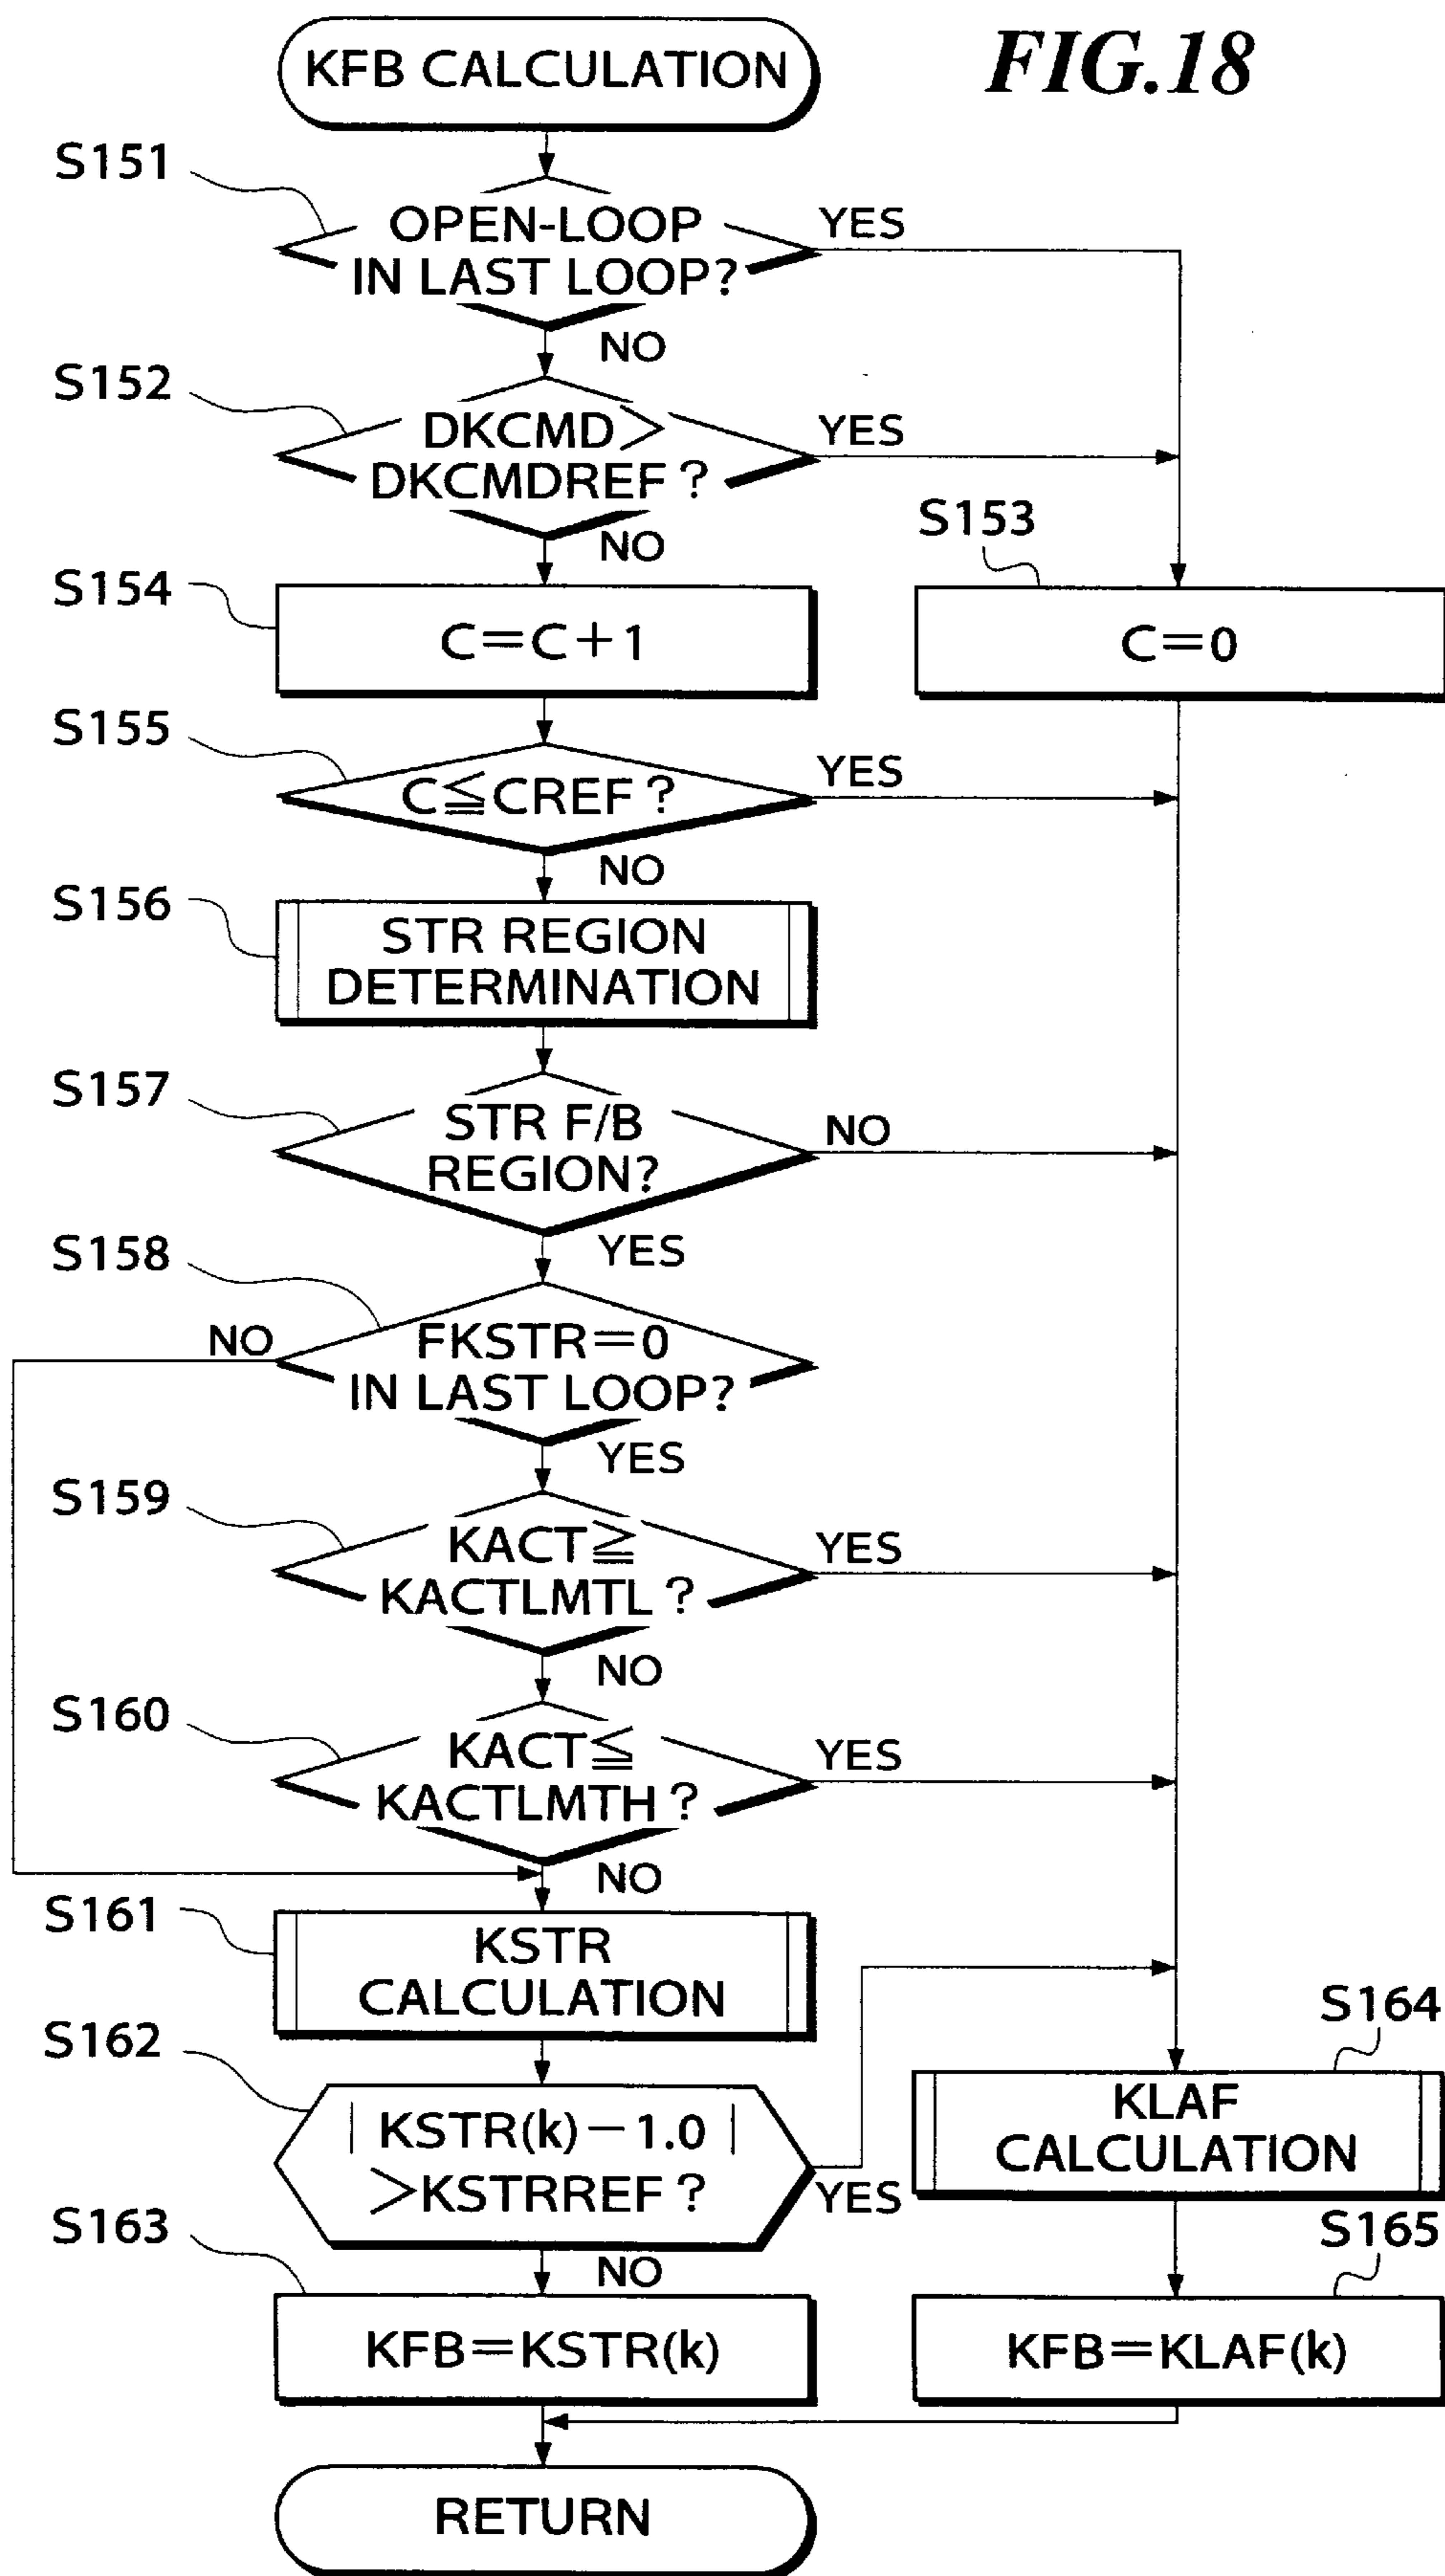 FIG.18
KFB CALCULATION
S151
OPEN-LOOP
IN LAST LOOP?
YES
NO
S152
DKCMD>
DKCMDREF?
YES
NO
S153
C=0
S154
C=C+1
S155
C≦CREF?
YES
NO
S156
STR REGION
DETERMINATION
S157
STR F/B
REGION?
NO
YES
S158
NO
FKSTR=0
IN LAST LOOP?
YES
S159
KACT≧
KACTLMTL?
YES
NO
S160
KACT≦
KACTLMTH?
YES
NO
S161
KSTR
CALCULATION
S162
| KSTR(k)-1.0 |
>KSTRREF?
YES
NO
S163
KFB=KSTR(k)
S164
KLAF
CALCULATION
S165
KFB=KLAF(k)
RETURN